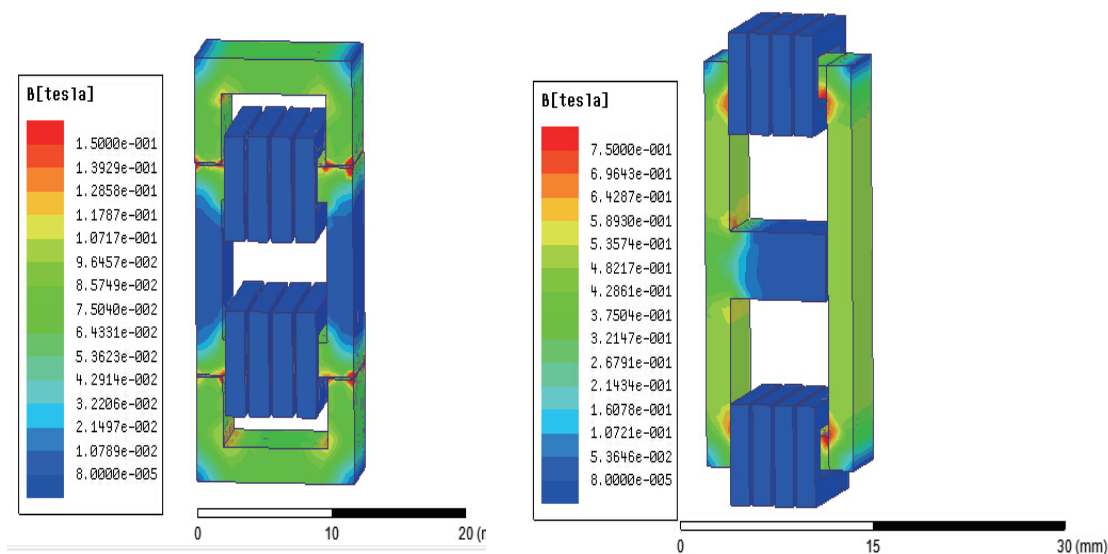 B[tesla]
1.5000e-001
1.3929e-001
1.2858e-001
1.1787e-001
1.0717e-001
9.6457e-002
8.5749e-002
7.5040e-002
6.4331e-002
5.3623e-002
4.2914e-002
3.2206e-002
2.1497e-002
1.0789e-002
8.0000e-005
0
10
20 (m
B[tesla]
7.5000e-001
6.9643e-001
6.4287e-001
5.8930e-001
5.3574e-001
4.8217e-001
4.2861e-001
3.7504e-001
3.2147e-001
2.6791e-001
2.1434e-001
1.6078e-001
1.0721e-001
5.3646e-002
8.0000e-005
0
15
30 (mm)